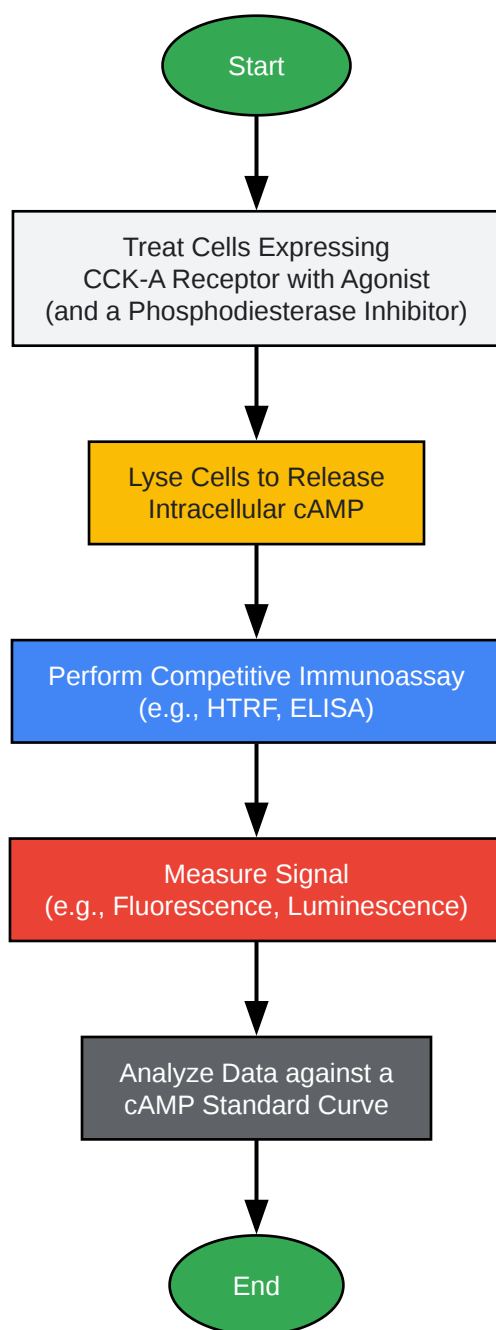 Start
Treat Cells Expressing
CCK-A Receptor with Agonist
(and a Phosphodiesterase Inhibitor)
Lyse Cells to Release
Intracellular cAMP
Perform Competitive Immunoassay
(e.g., HTRF, ELISA)
Measure Signal
(e.g., Fluorescence, Luminescence)
Analyze Data against a
cAMP Standard Curve
End